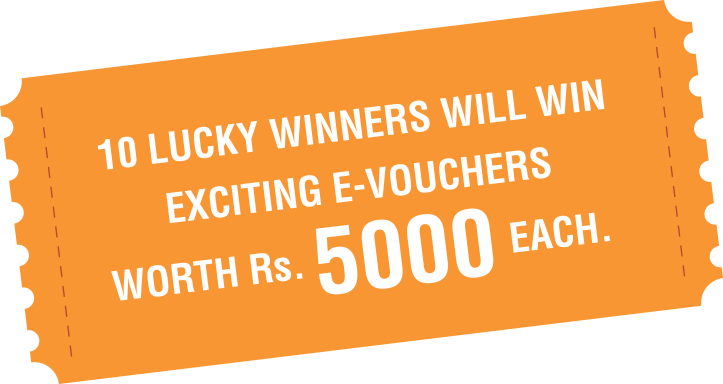 10 LUCKY WINNERS WILL WIN
EXCITING E-VOUCHERS
WORTH Rs. 5000 EACH.